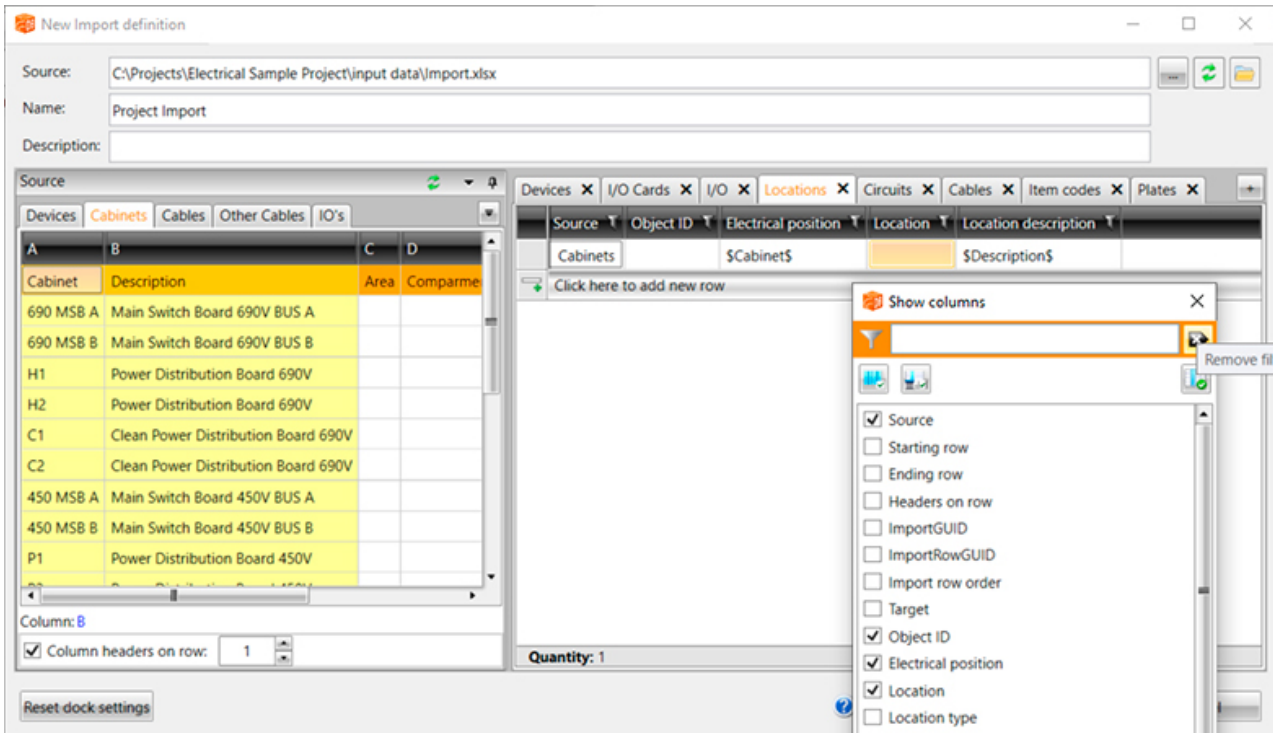 New Import definition
Source: C:\Projects\Electrical Sample Project\input data\Import.xlsx ...
Name: Project Import
Description:
Source
Devices Cabinets Cables Other Cables IO's
A B C D
Cabinet Description Area Comparme
690 MSB A Main Switch Board 690V BUS A
690 MSB B Main Switch Board 690V BUS B
H1 Power Distribution Board 690V
H2 Power Distribution Board 690V
C1 Clean Power Distribution Board 690V
C2 Clean Power Distribution Board 690V
450 MSB A Main Switch Board 450V BUS A
450 MSB B Main Switch Board 450V BUS B
P1 Power Distribution Board 450V
Column: B
Column headers on row: 1
Reset dock settings
Devices I/O Cards I/O Locations Circuits Cables Item codes Plates
Source Object ID Electrical position Location Location description
Cabinets $Cabinet$ $Description$
Click here to add new row
Quantity: 1
Show columns
Remove fil
Source
Starting row
Ending row
Headers on row
ImportGUID
ImportRowGUID
Import row order
Target
Object ID
Electrical position
Location
Location type